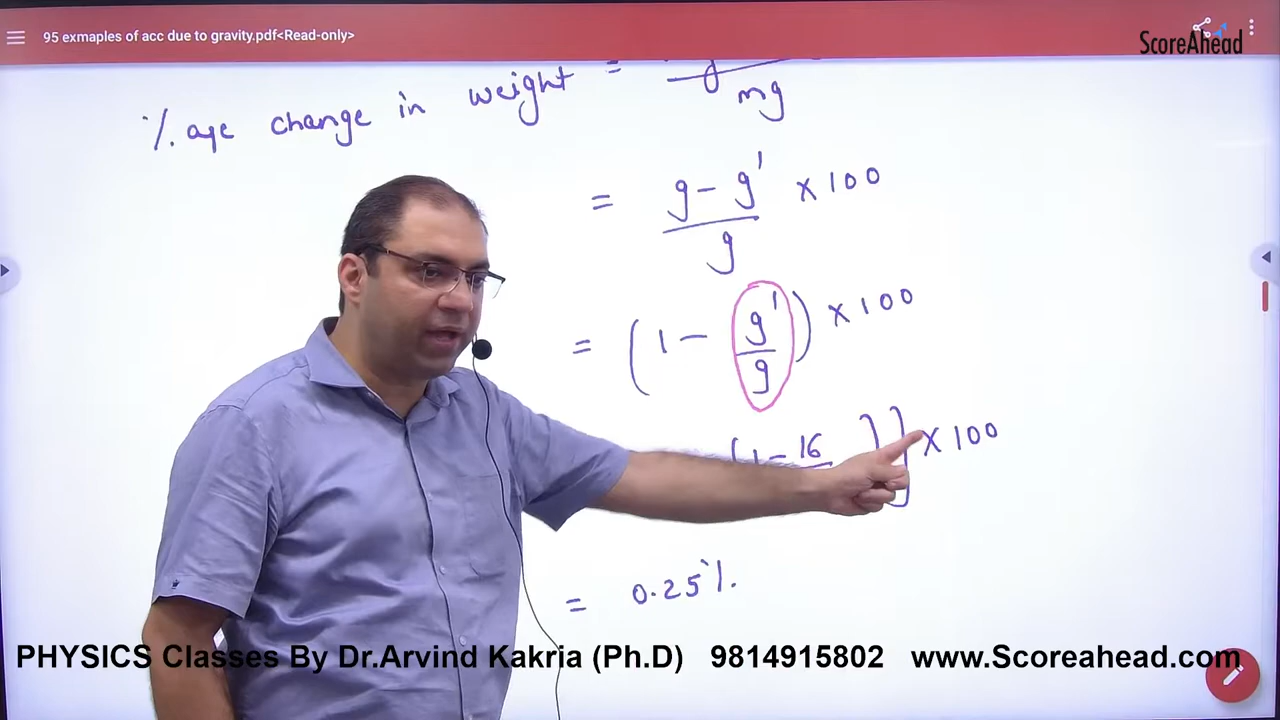 95 exmaples of acc due to gravity.pdf<Read-only>
ScoreAhead
%age change in weight =
mg
= g - g' × 100
g
= (1 - g' ) × 100
g
(1 - 16 ] ] × 100
= 0.25%.
PHYSICS Classes By Dr.Arvind Kakria (Ph.D) 9814915802 www.Scoreahead.com